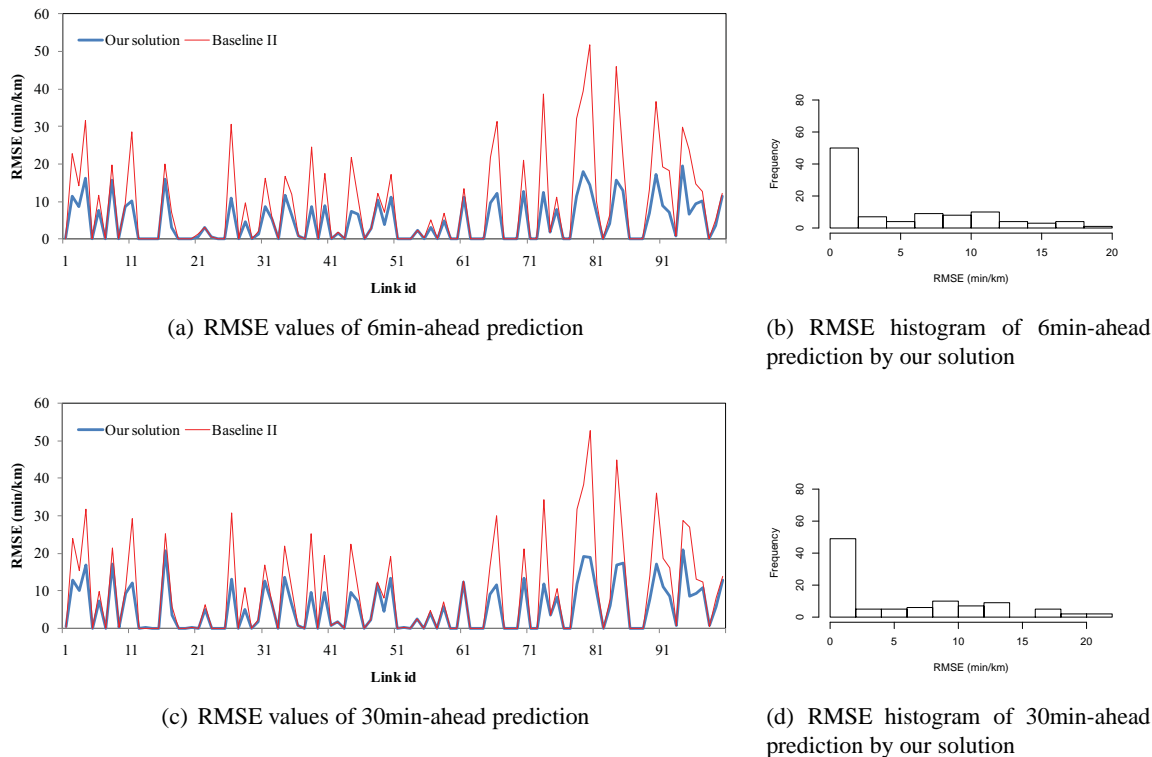 60
50
40
30
20
10
0
RMSE (min/km)
Our solution
Baseline II
1 11 21 31 41 51 61 71 81 91
Link id
(a) RMSE values of 6min-ahead prediction
80
60
40
20
0
Frequency
0 5 10 15 20
RMSE (min/km)
(b) RMSE histogram of 6min-ahead
prediction by our solution
60
50
40
30
20
10
0
RMSE (min/km)
Our solution
Baseline II
1 11 21 31 41 51 61 71 81 91
Link id
(c) RMSE values of 30min-ahead prediction
80
60
40
20
0
Frequency
0 5 10 15 20
RMSE (min/km)
(d) RMSE histogram of 30min-ahead
prediction by our solution